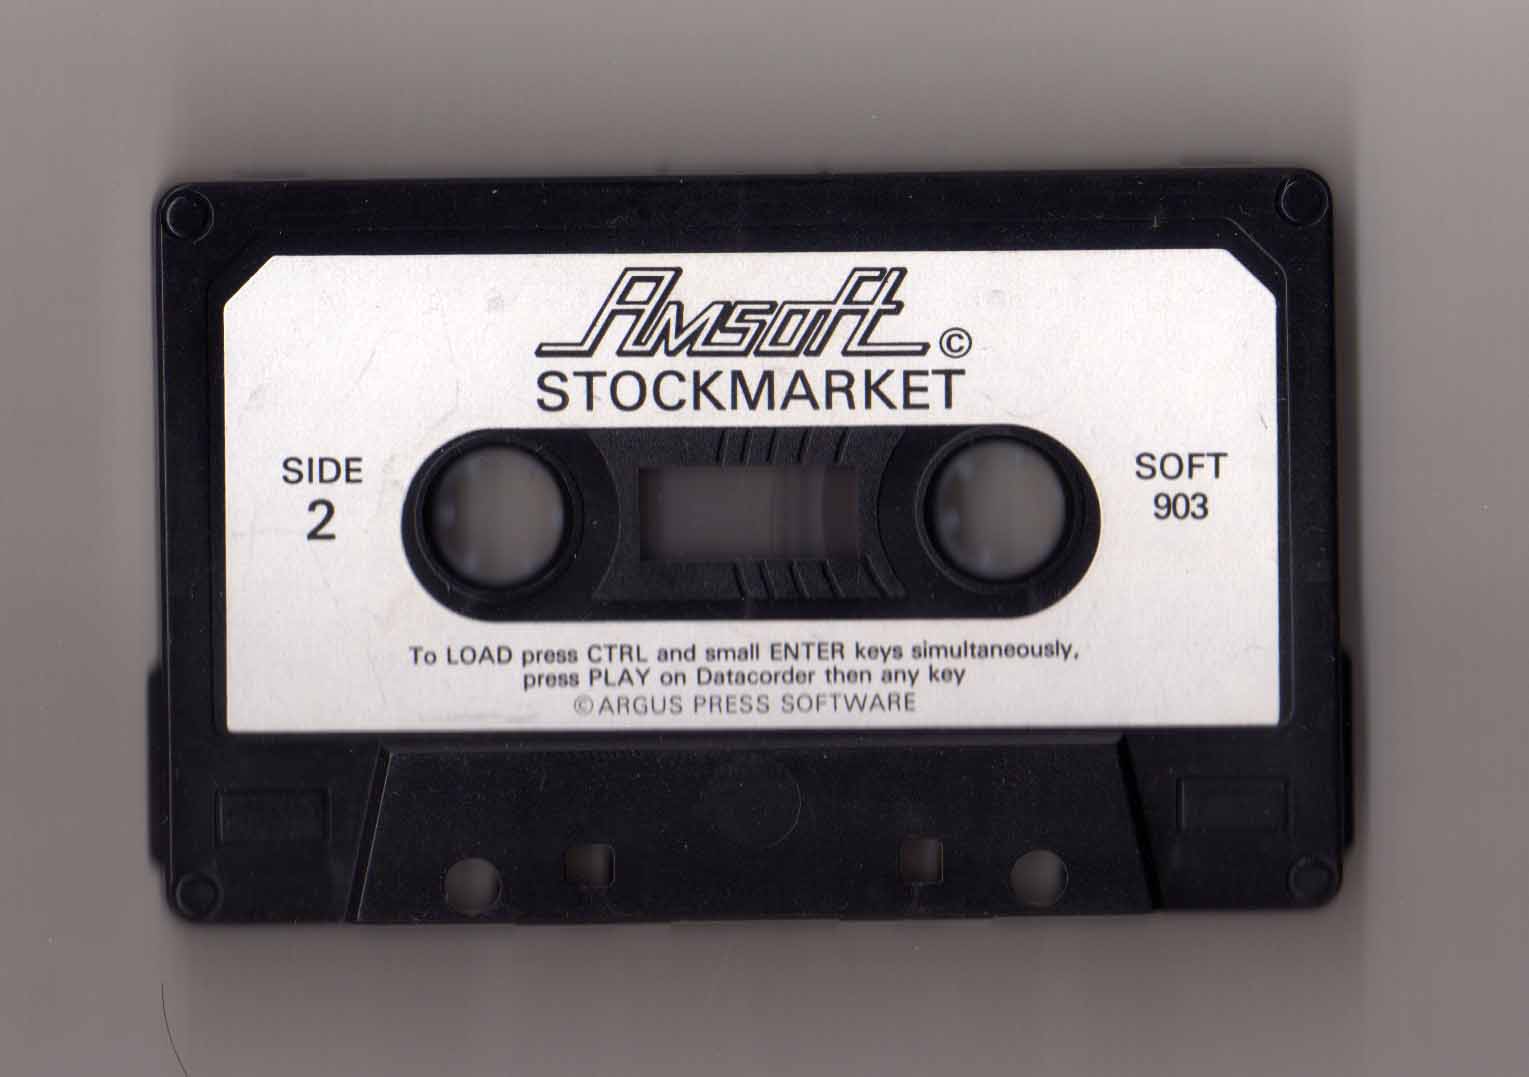 Amsoft ©
STOCKMARKET
SIDE
2
SOFT
903
To LOAD press CTRL and small ENTER keys simultaneously,
press PLAY on Datacorder then any key
©ARGUS PRESS SOFTWARE